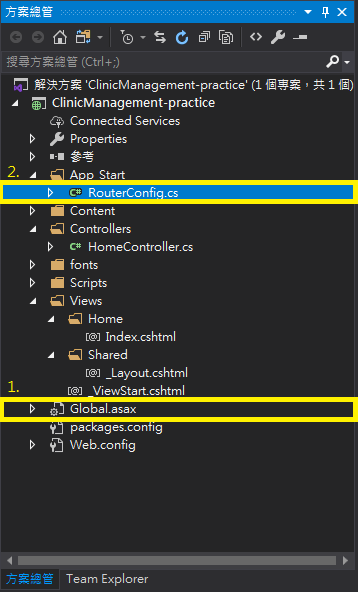 方案總管
搜尋方案總管 (Ctrl+;)
解決方案 'ClinicManagement-practice' (1 個專案，共 1 個)
ClinicManagement-practice
Connected Services
Properties
參考
2.
App_Start
RouterConfig.cs
Content
Controllers
HomeController.cs
fonts
Scripts
Views
Home
Index.cshtml
Shared
_Layout.cshtml
1.
_ViewStart.cshtml
Global.asax
packages.config
Web.config
方案總管 Team Explorer